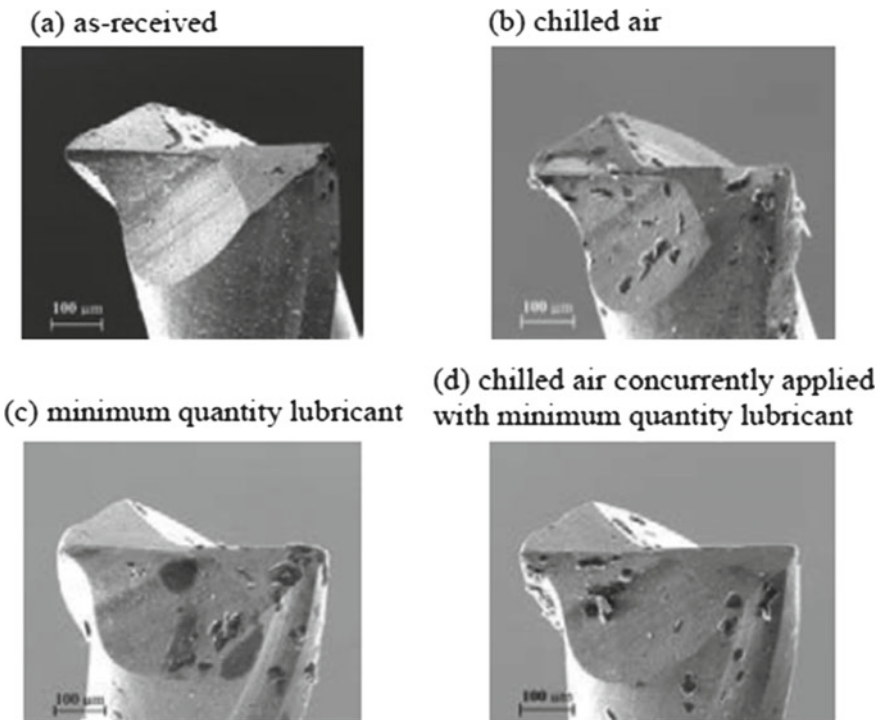 (a) as-received
(b) chilled air
100 µm
100 µm
(c) minimum quantity lubricant
(d) chilled air concurrently applied
with minimum quantity lubricant
100 µm
100 µm